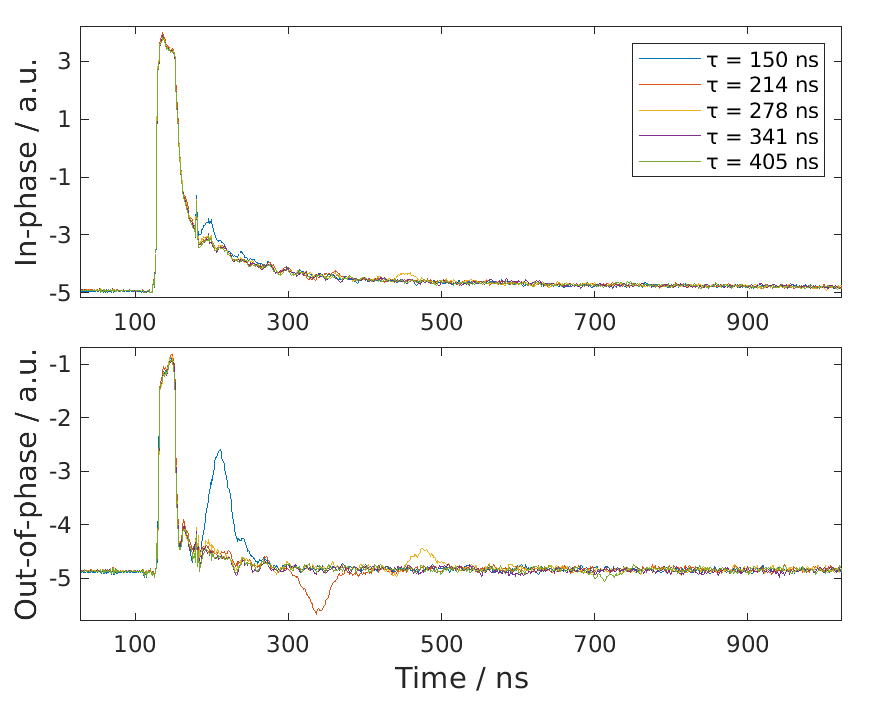 In-phase / a.u.
3
1
-1
-3
-5
τ = 150 ns
τ = 214 ns
τ = 278 ns
τ = 341 ns
τ = 405 ns
100 300 500 700 900
Out-of-phase / a.u.
-1
-2
-3
-4
-5
100 300 500 700 900
Time / ns